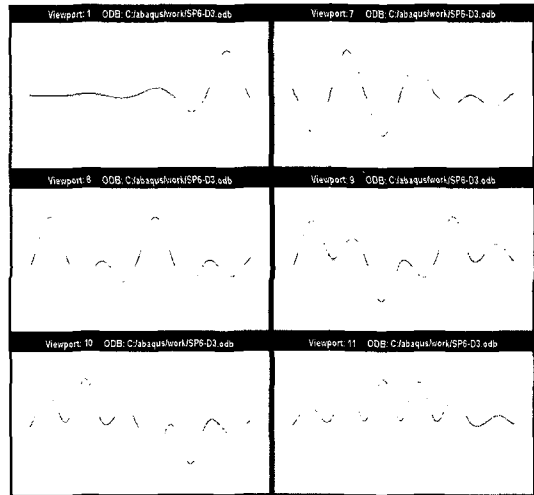 Viewport: 1 ODB: C:/abaqus/work/SP6-D3.odb
Viewport: 7 ODB: C:/abaqus/work/SP6-D3.odb
Viewport: 8 ODB: C:/abaqus/work/SP6-D3.odb
Viewport: 9 ODB: C:/abaqus/work/SP6-D3.odb
Viewport: 10 ODB: C:/abaqus/work/SP6-D3.odb
Viewport: 11 ODB: C:/abaqus/work/SP6-D3.odb